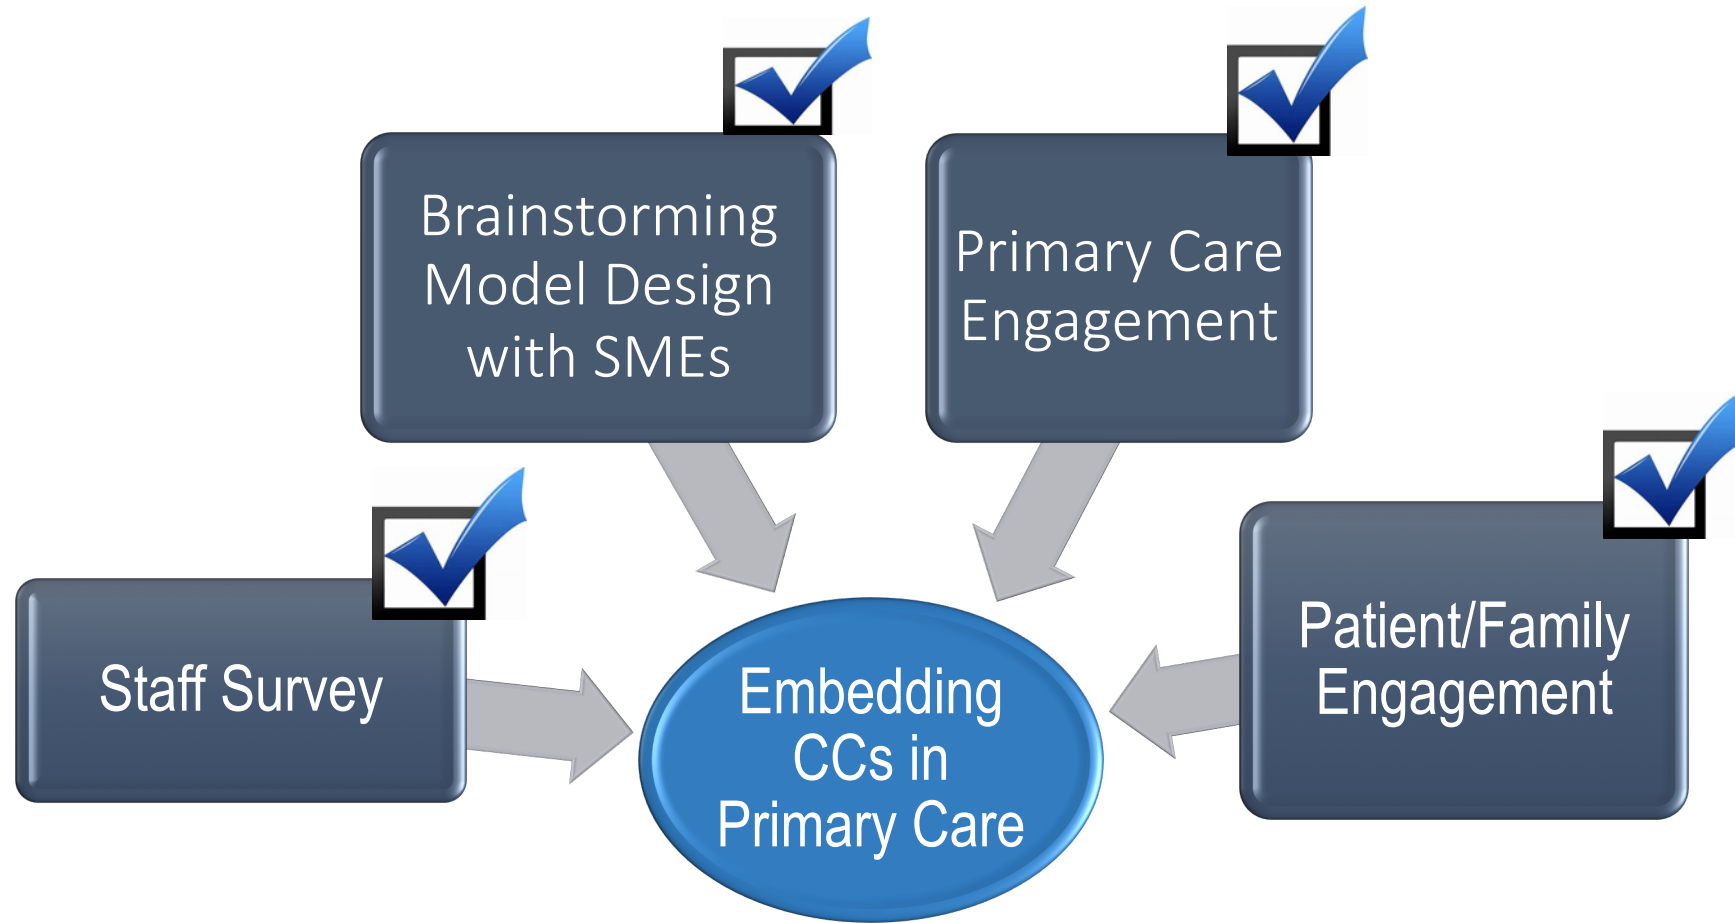 Brainstorming
Model Design
with SMEs
Primary Care
Engagement
Staff Survey
Patient/Family
Engagement
Embedding
CCs in
Primary Care